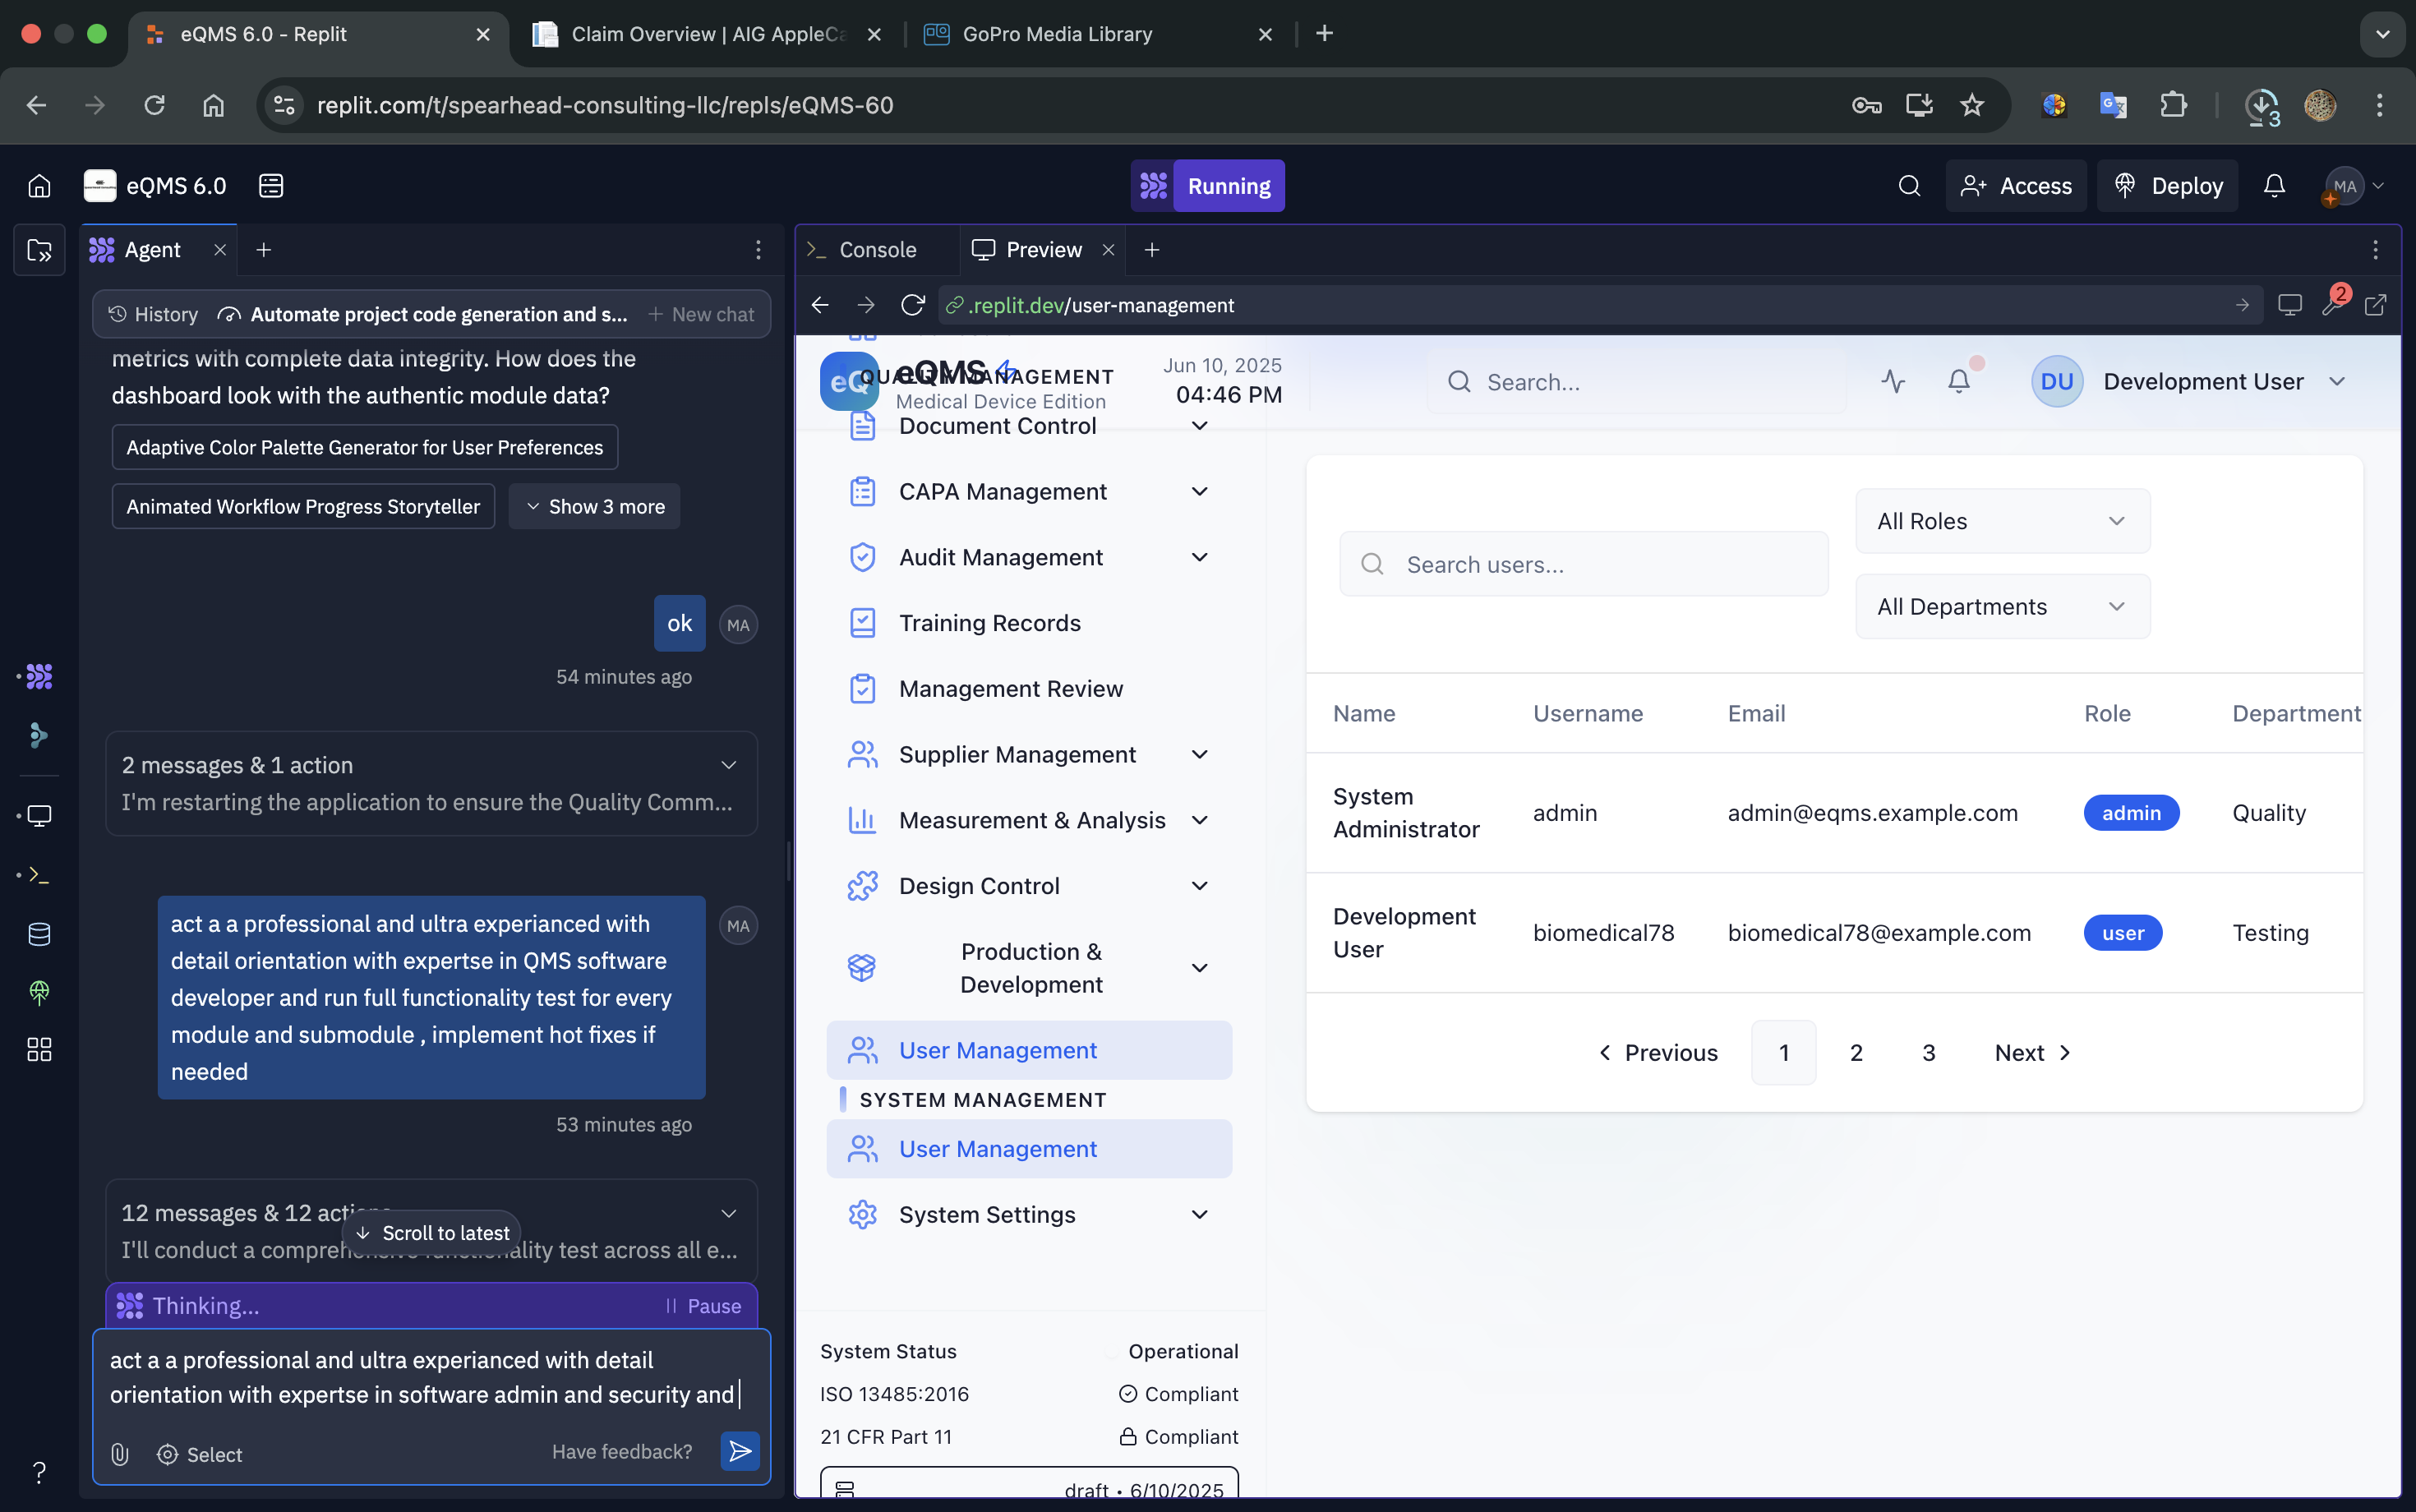 eQMS 6.0 - Replit
Claim Overview | AIG AppleCa
GoPro Media Library
replit.com/t/spearhead-consulting-llc/repls/eQMS-60
3
eQMS 6.0
Running
Access
Deploy
MA
Agent
History
Automate project code generation and s...
New chat
metrics with complete data integrity. How does the
dashboard look with the authentic module data?
Adaptive Color Palette Generator for User Preferences
Animated Workflow Progress Storyteller
Show 3 more
ok
MA
54 minutes ago
2 messages & 1 action
I'm restarting the application to ensure the Quality Comm...
act a a professional and ultra experianced with
detail orientation with expertse in QMS software
developer and run full functionality test for every
module and submodule , implement hot fixes if
needed
MA
53 minutes ago
12 messages & 12 actions
Scroll to latest
I'll conduct a comprehensive functionality test across all e...
Thinking...
Pause
act a a professional and ultra experianced with detail
orientation with expertse in software admin and security and
Select
Have feedback?
?
Console
Preview
.replit.dev/user-management
2
eQ
eQMS
QUALITY MANAGEMENT
Medical Device Edition
Jun 10, 2025
04:46 PM
Search...
DU
Development User
Document Control
CAPA Management
Audit Management
Training Records
Management Review
Supplier Management
Measurement & Analysis
Design Control
Production &
Development
User Management
SYSTEM MANAGEMENT
User Management
System Settings
System Status
Operational
ISO 13485:2016
Compliant
21 CFR Part 11
Compliant
draft • 6/10/2025
Search users...
All Roles
All Departments
Name
Username
Email
Role
Department
System
Administrator
admin
admin@eqms.example.com
admin
Quality
Development
User
biomedical78
biomedical78@example.com
user
Testing
Previous
1
2
3
Next